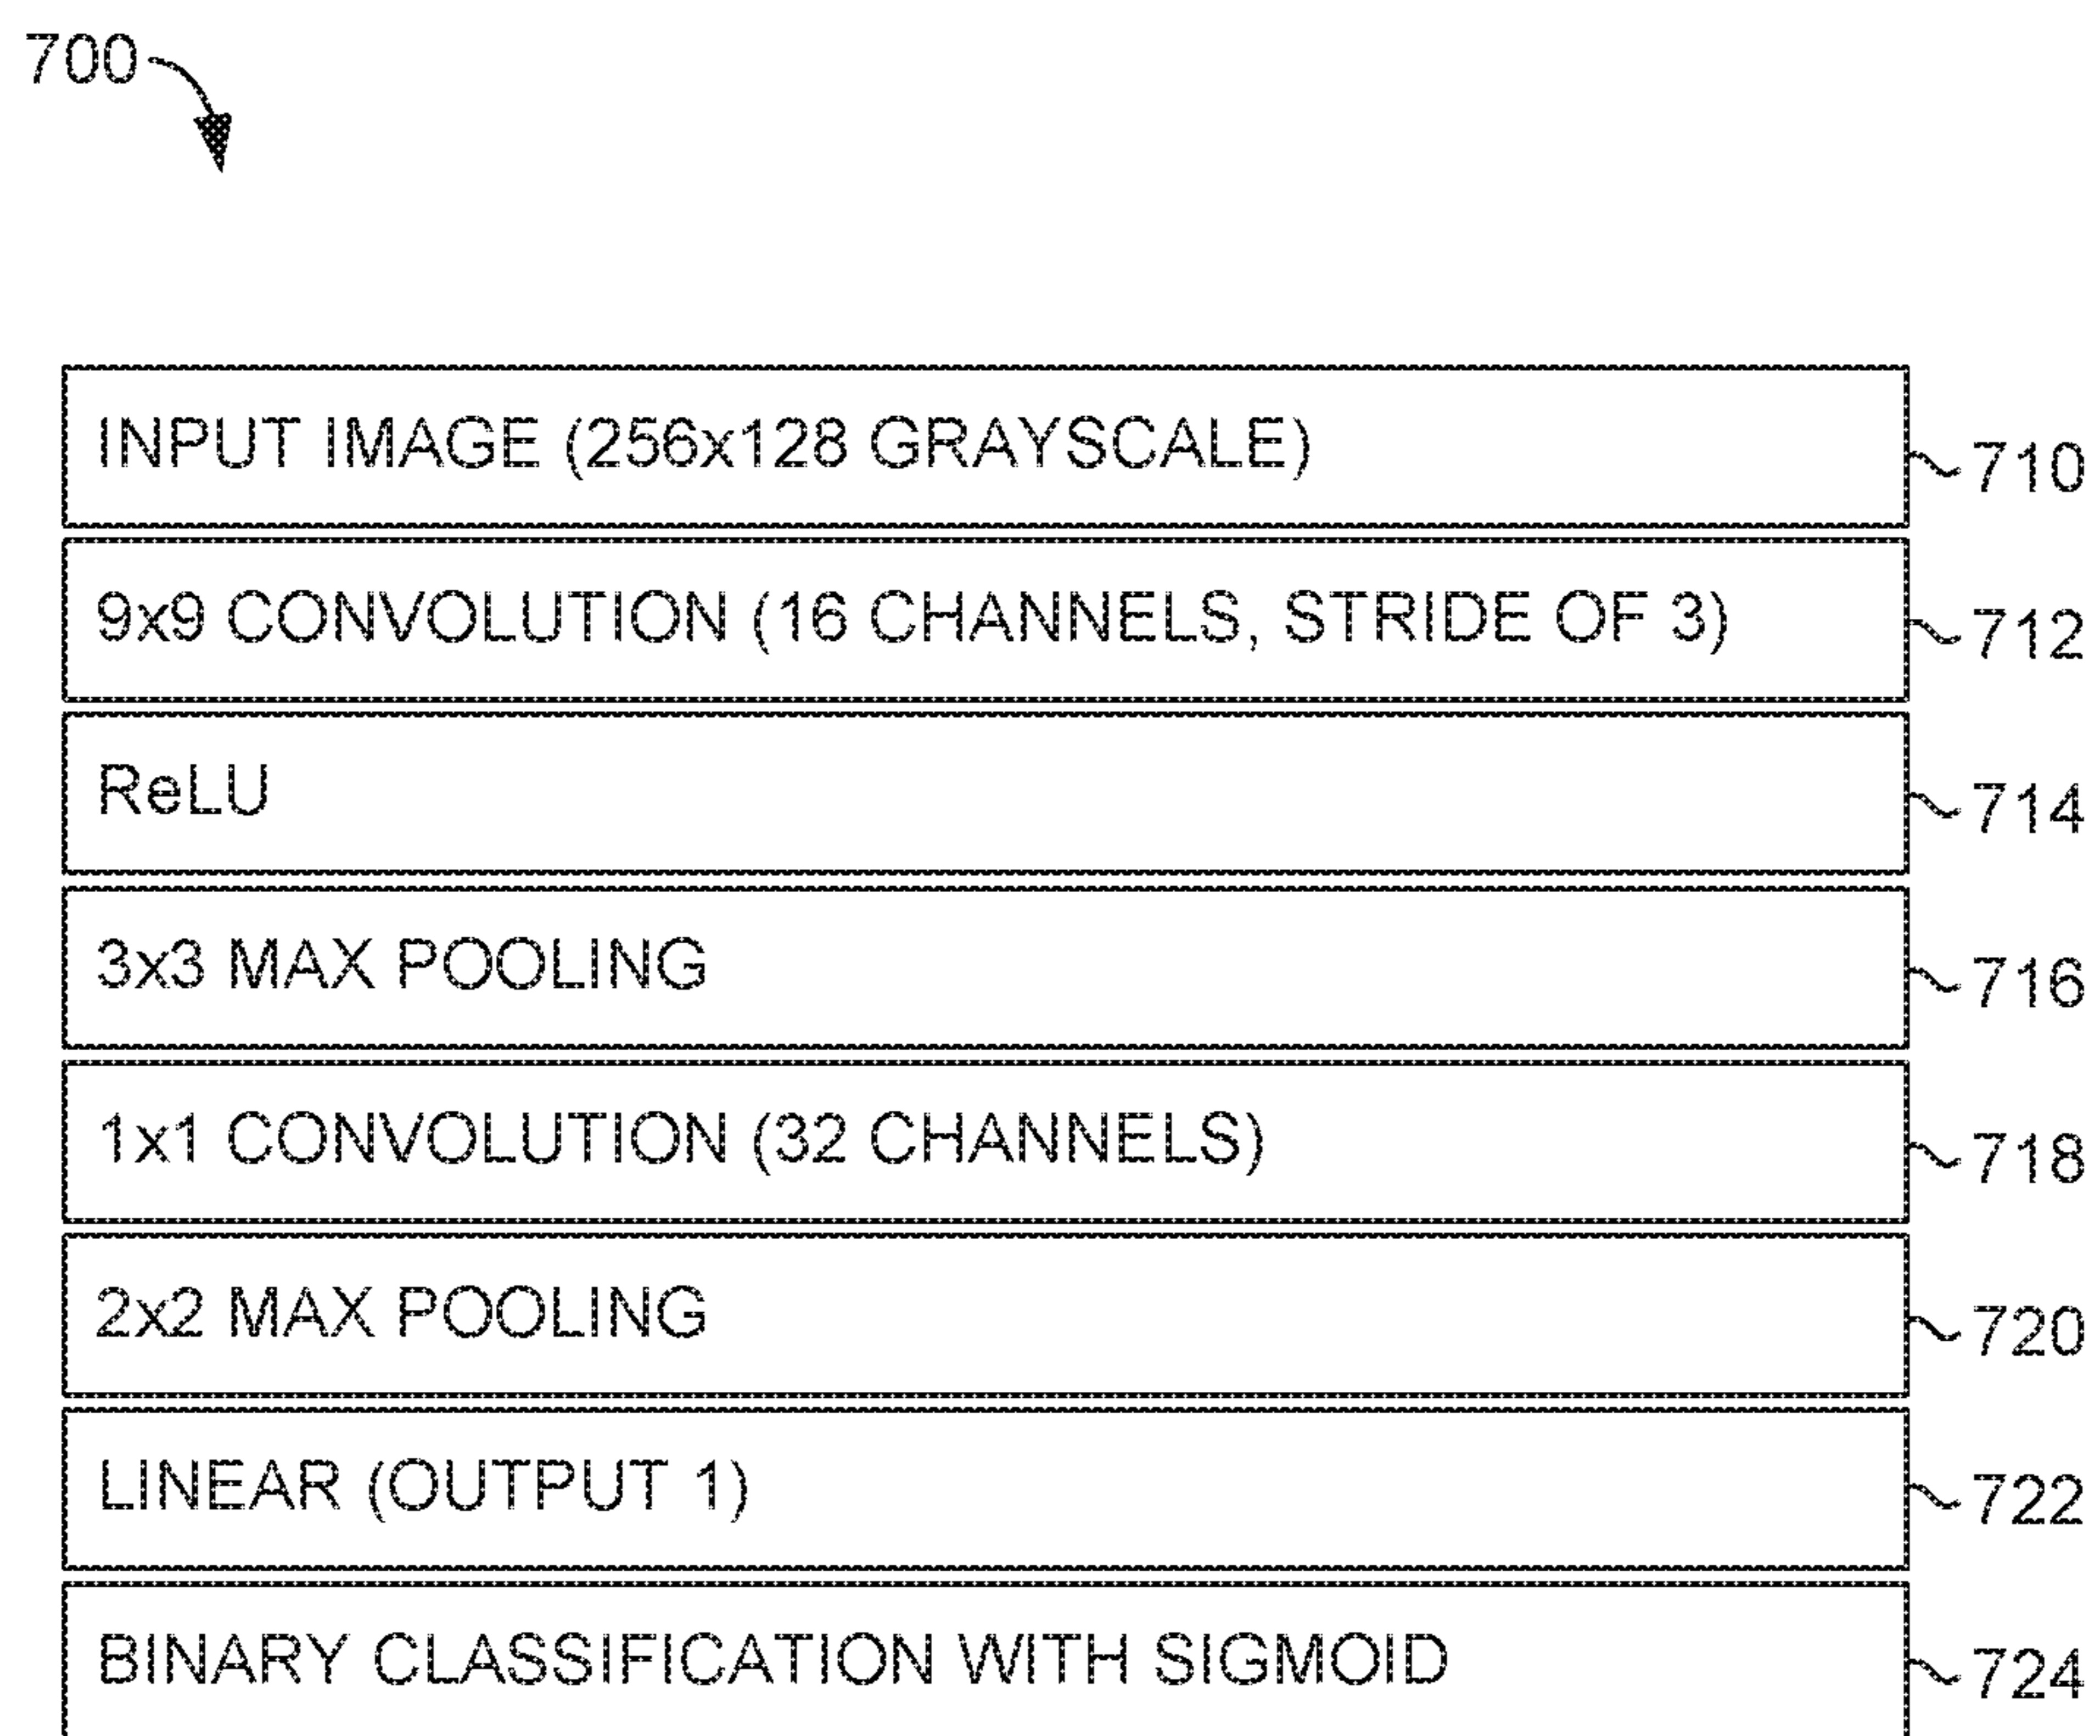 700
INPUT IMAGE (256x128 GRAYSCALE)
710
9x9 CONVOLUTION (16 CHANNELS, STRIDE OF 3)
712
ReLU
714
3x3 MAX POOLING
716
1x1 CONVOLUTION (32 CHANNELS)
718
2x2 MAX POOLING
720
LINEAR (OUTPUT 1)
722
BINARY CLASSIFICATION WITH SIGMOID
724